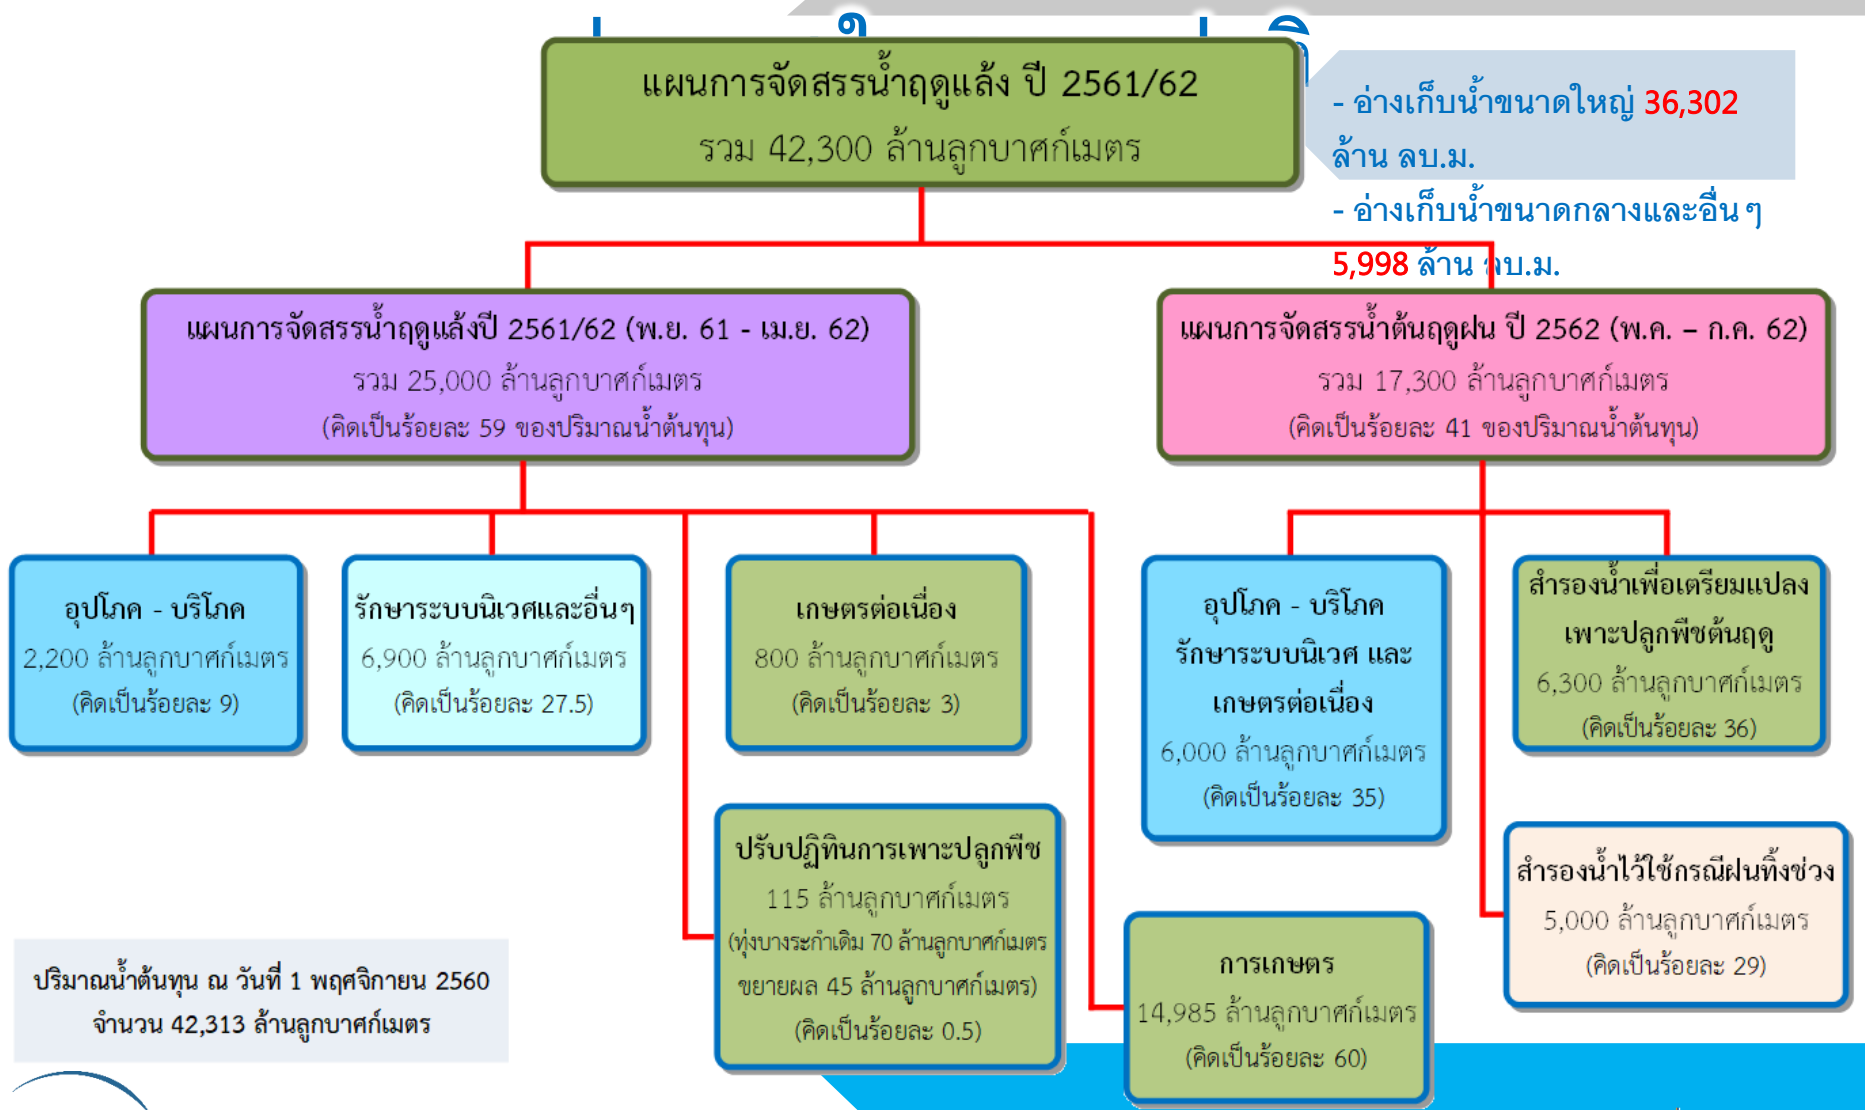 แผนการจัดสรรน้ำฤดูแล้ง ปี 2561/62
รวม 42,300 ล้านลูกบาศก์เมตร
- อ่างเก็บน้ำขนาดใหญ่ 36,302
ล้าน ลบ.ม.
- อ่างเก็บน้ำขนาดกลางและอื่นๆ
5,998 ล้าน ลบ.ม.
แผนการจัดสรรน้ำฤดูแล้งปี 2561/62 (พ.ย. 61 - เม.ย. 62)
รวม 25,000 ล้านลูกบาศก์เมตร
(คิดเป็นร้อยละ 59 ของปริมาณน้ำต้นทุน)
แผนการจัดสรรน้ำต้นฤดูฝน ปี 2562 (พ.ค. – ก.ค. 62)
รวม 17,300 ล้านลูกบาศก์เมตร
(คิดเป็นร้อยละ 41 ของปริมาณน้ำต้นทุน)
อุปโภค - บริโภค
2,200 ล้านลูกบาศก์เมตร
(คิดเป็นร้อยละ 9)
รักษาระบบนิเวศและอื่นๆ
6,900 ล้านลูกบาศก์เมตร
(คิดเป็นร้อยละ 27.5)
เกษตรต่อเนื่อง
800 ล้านลูกบาศก์เมตร
(คิดเป็นร้อยละ 3)
อุปโภค - บริโภค
รักษาระบบนิเวศ และ
เกษตรต่อเนื่อง
6,000 ล้านลูกบาศก์เมตร
(คิดเป็นร้อยละ 35)
สำรองน้ำเพื่อเตรียมแปลง
เพาะปลูกพืชต้นฤดู
6,300 ล้านลูกบาศก์เมตร
(คิดเป็นร้อยละ 36)
ปรับปฏิทินการเพาะปลูกพืช
115 ล้านลูกบาศก์เมตร
(ทุ่งบางระกำเดิม 70 ล้านลูกบาศก์เมตร
ขยายผล 45 ล้านลูกบาศก์เมตร)
(คิดเป็นร้อยละ 0.5)
การเกษตร
14,985 ล้านลูกบาศก์เมตร
(คิดเป็นร้อยละ 60)
สำรองน้ำไว้ใช้กรณีฝนทิ้งช่วง
5,000 ล้านลูกบาศก์เมตร
(คิดเป็นร้อยละ 29)
ปริมาณน้ำต้นทุน ณ วันที่ 1 พฤศจิกายน 2560
จำนวน 42,313 ล้านลูกบาศก์เมตร